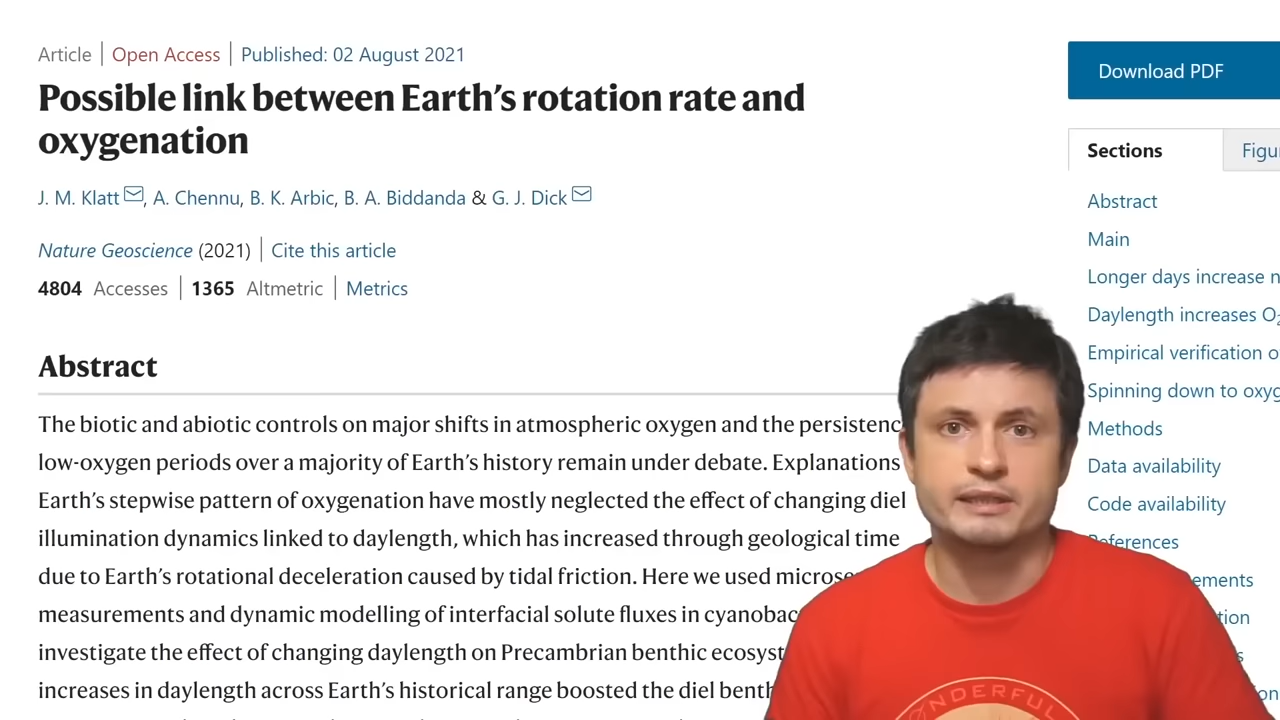 Article | Open Access | Published: 02 August 2021
Possible link between Earth's rotation rate and
oxygenation
J. M. Klatt, A. Chennu, B. K. Arbic, B. A. Biddanda & G. J. Dick
Nature Geoscience (2021) | Cite this article
4804 Accesses | 1365 Altmetric | Metrics
Abstract
The biotic and abiotic controls on major shifts in atmospheric oxygen and the persistenc
low-oxygen periods over a majority of Earth's history remain under debate. Explanations
Earth's stepwise pattern of oxygenation have mostly neglected the effect of changing diel
illumination dynamics linked to daylength, which has increased through geological time
due to Earth's rotational deceleration caused by tidal friction. Here we used microse
measurements and dynamic modelling of interfacial solute fluxes in cyanobac
investigate the effect of changing daylength on Precambrian benthic ecosyst
increases in daylength across Earth's historical range boosted the diel benth
Download PDF
Sections
Figu
Abstract
Main
Longer days increase n
Daylength increases O₂
Empirical verification o
Spinning down to oxyg
Methods
Data availability
Code availability
References
ements
tion
s
ion
NDERFUL